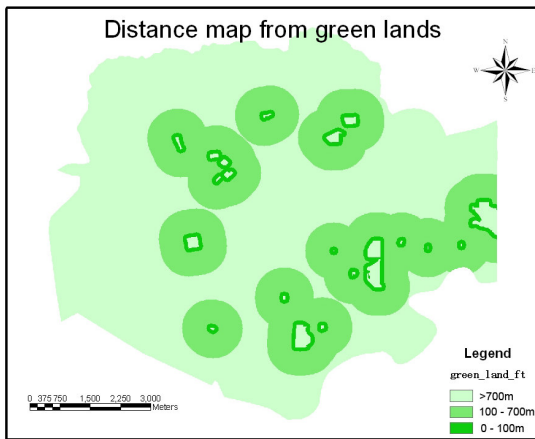 Distance map from green lands
N
W E
S
Legend
green_land_ft
>700m
100 - 700m
0 - 100m
0 375 750 1,500 2,250 3,000
Meters